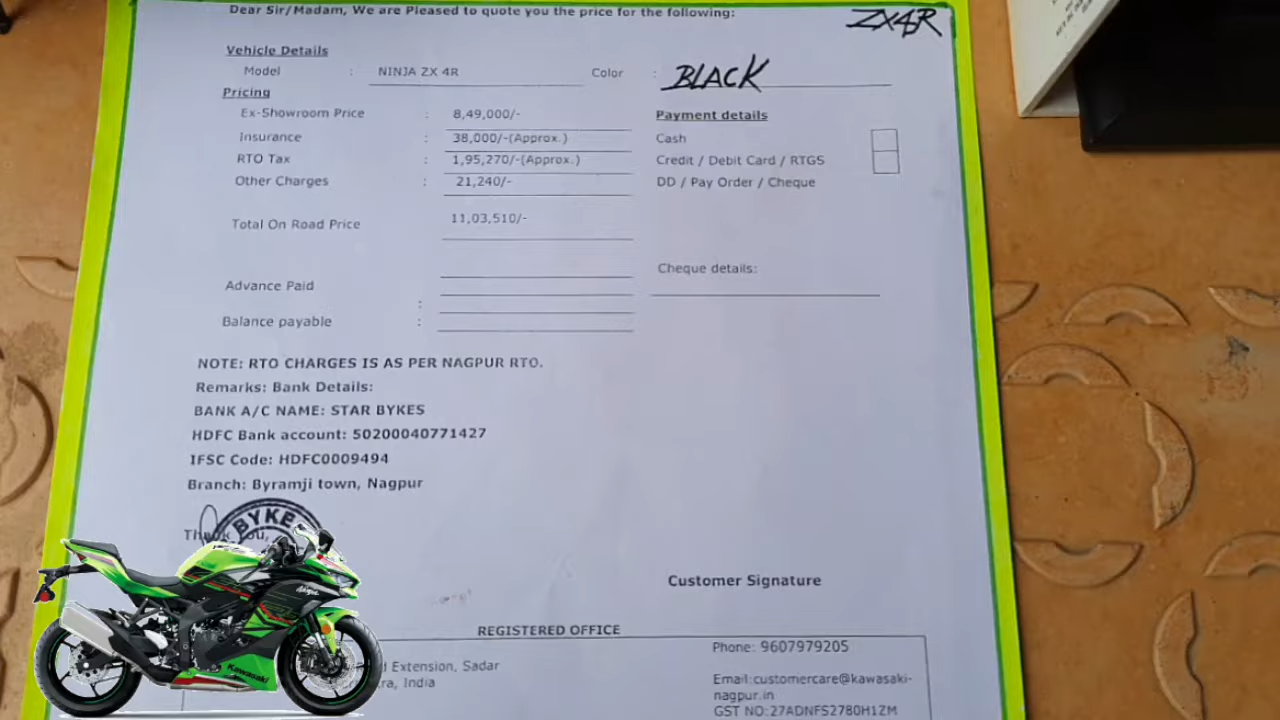 Dear Sir/Madam, We are Pleased to quote you the price for the following:
ZX4R
Vehicle Details
Model : NINJA ZX 4R Color : BLACK
Pricing
Ex-Showroom Price : 8,49,000/- Payment details
Insurance : 38,000/-(Approx.) Cash
RTO Tax : 1,95,270/-(Approx.) Credit / Debit Card / RTGS
Other Charges : 21,240/- DD / Pay Order / Cheque
Total On Road Price 11,03,510/-
Cheque details:
Advance Paid :
Balance payable :
NOTE: RTO CHARGES IS AS PER NAGPUR RTO.
Remarks: Bank Details:
BANK A/C NAME: STAR BYKES
HDFC Bank account: 50200040771427
IFSC Code: HDFC0009494
Branch: Byramji town, Nagpur
BYKE
Thank You,
Customer Signature
Ninja
Kawasaki
REGISTERED OFFICE
Extension, Sadar
India
Phone: 9607979205
Email:customercare@kawasaki-
nagpur.in
GST NO:27ADNFS2780H1ZM